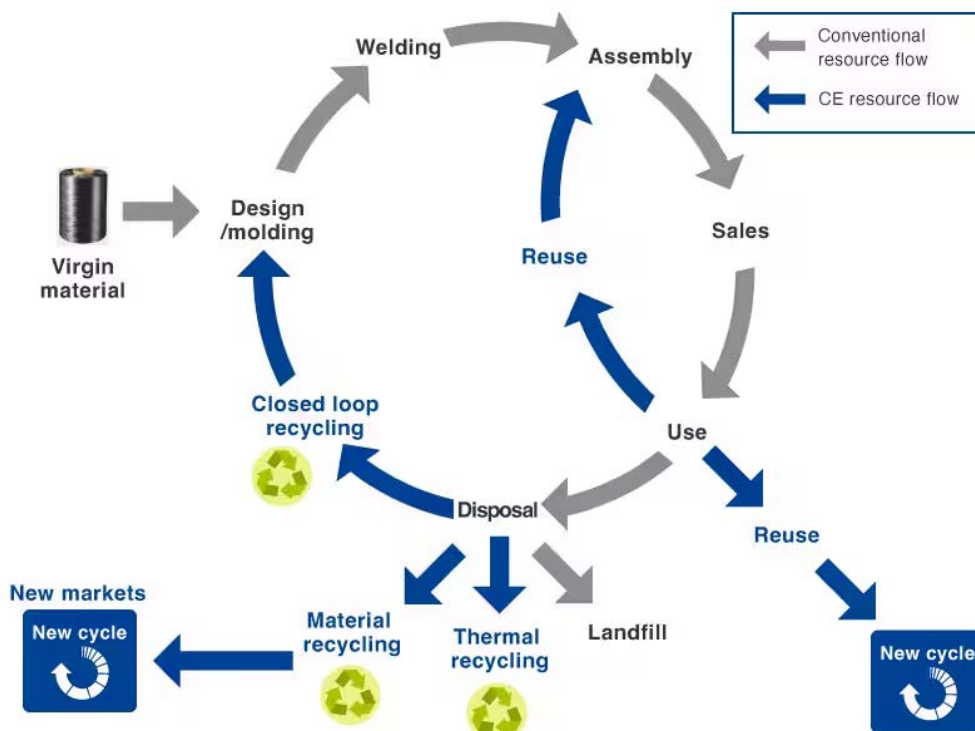 Welding
Assembly
Conventional
resource flow
CE resource flow
Virgin
material
Design
/molding
Reuse
Sales
Closed loop
recycling
Use
Disposal
Reuse
New markets
New cycle
Material
recycling
Thermal
recycling
Landfill
New cycle